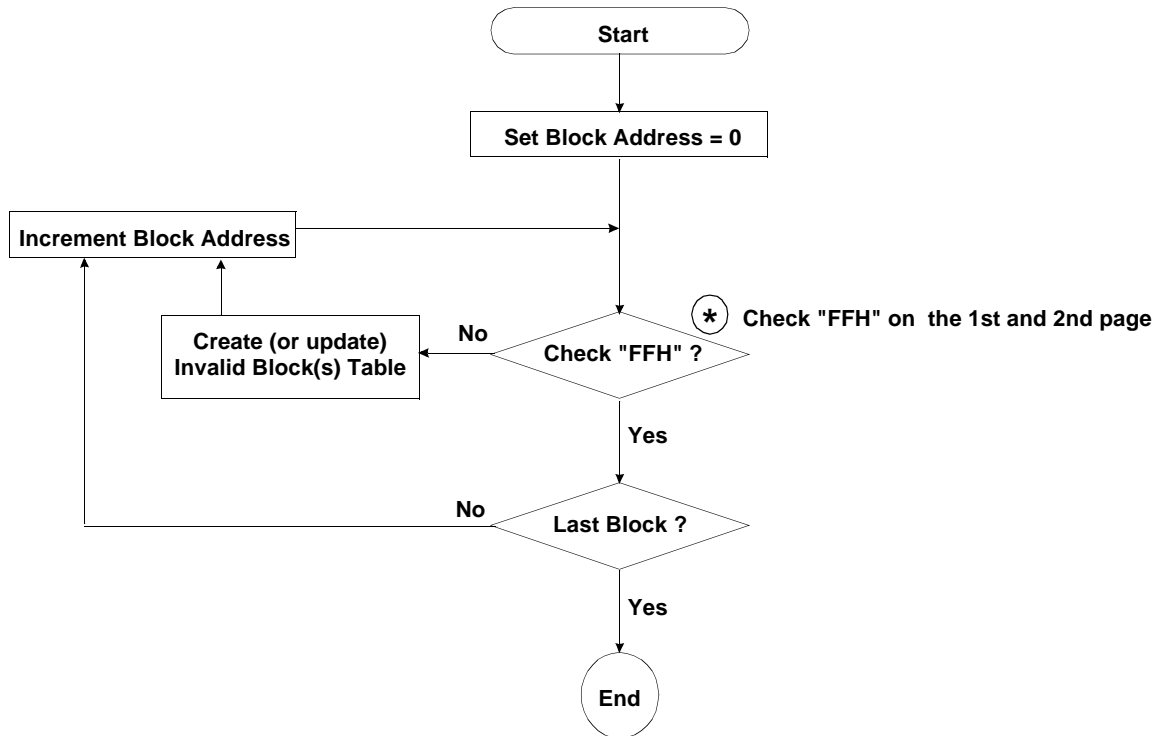 Start
Set Block Address = 0
Increment Block Address
* Check "FFH" on the 1st and 2nd page
No
Create (or update)
Invalid Block(s) Table
Check "FFH" ?
Yes
No
Last Block ?
Yes
End